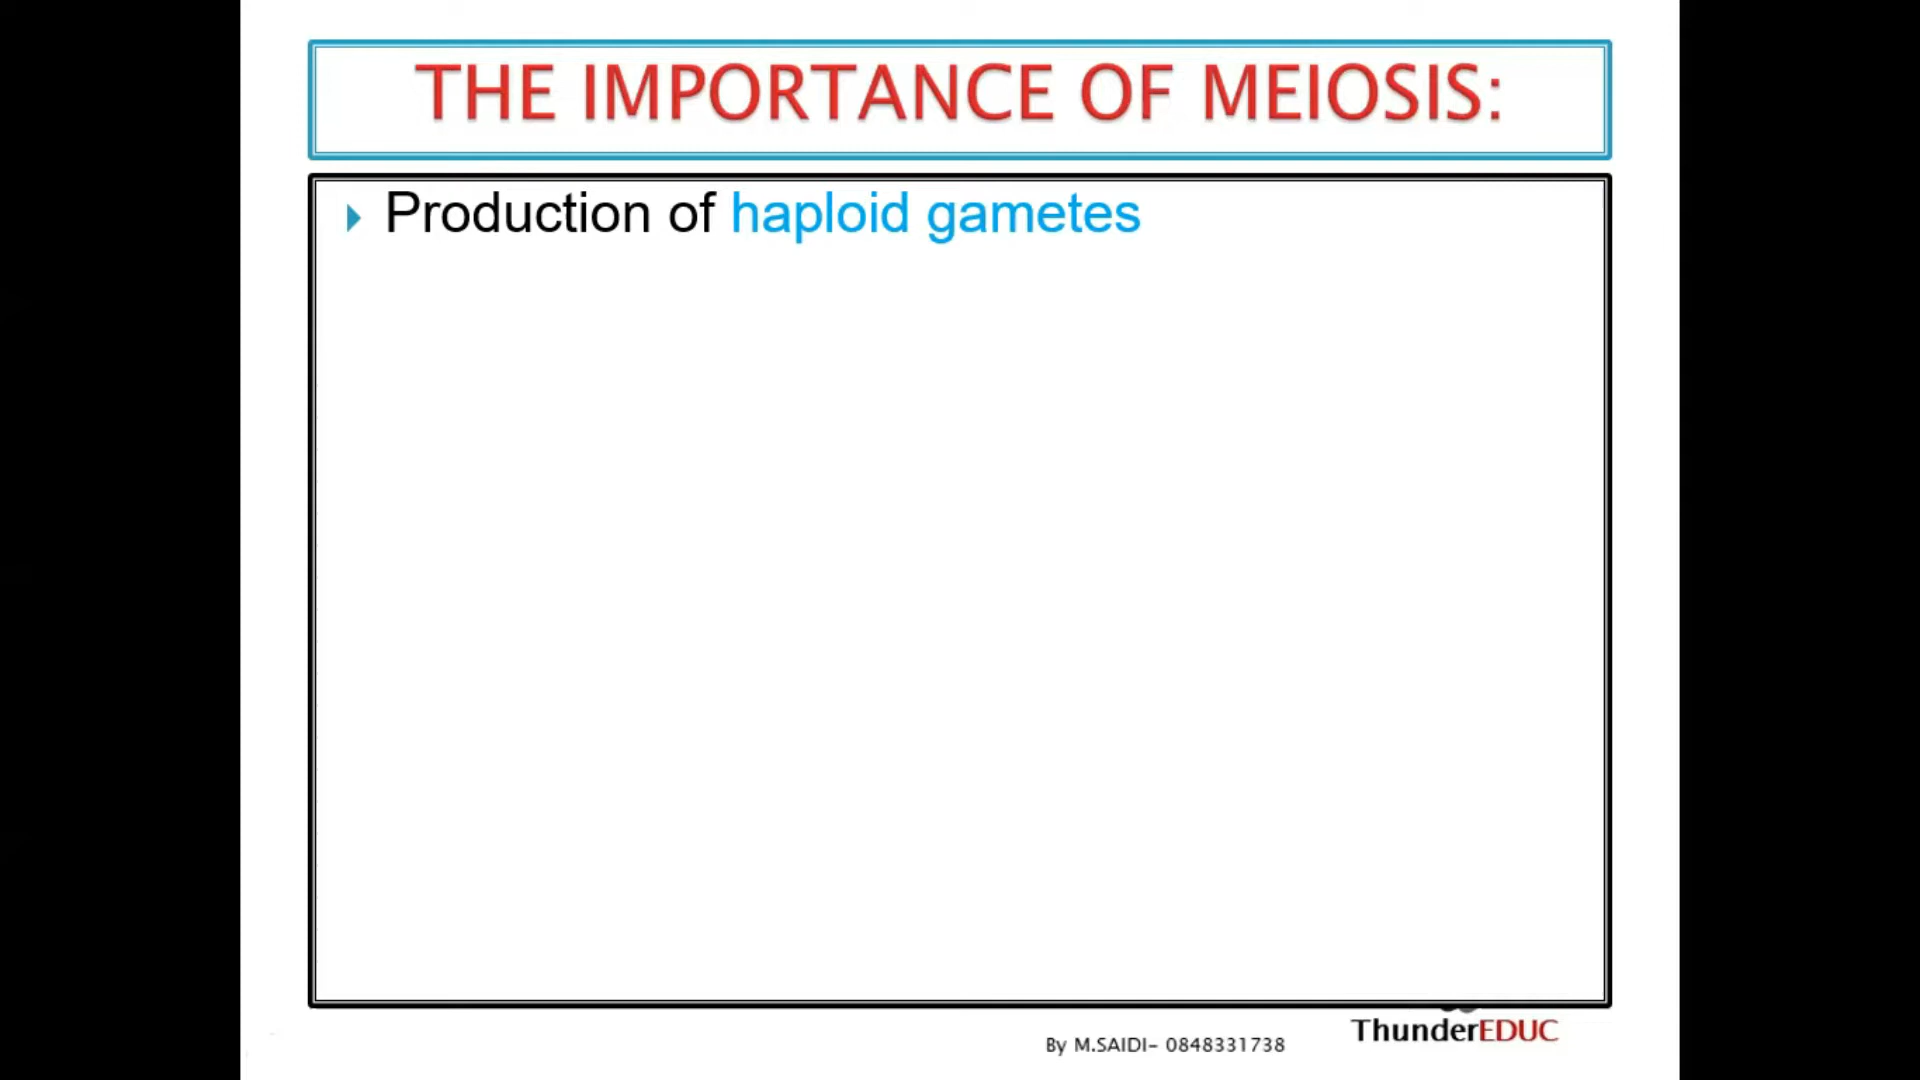 THE IMPORTANCE OF MEIOSIS:
Production of haploid gametes
By M.SAIDI- 0848331738
ThunderEDUC